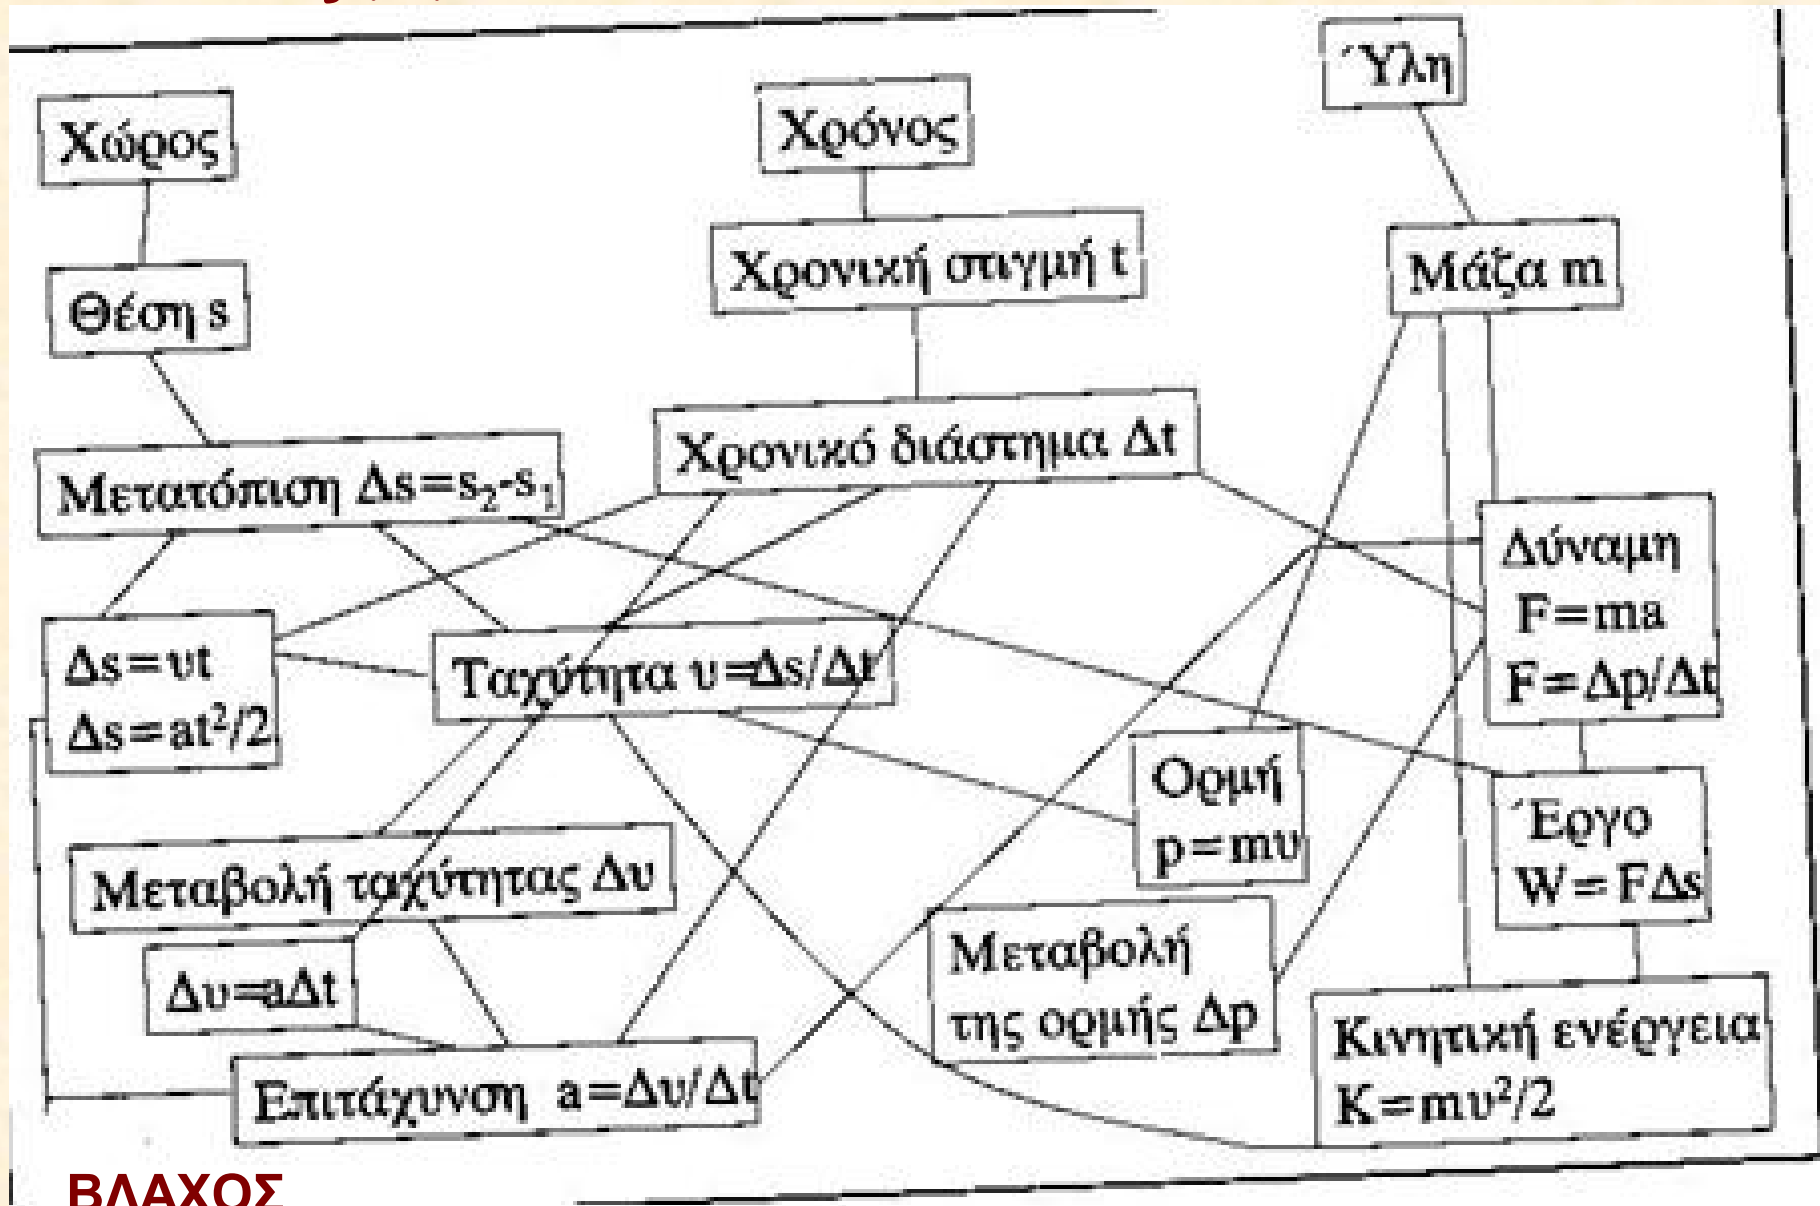 Χώρος
Χρόνος
Ύλη
Θέση s
Χρονική στιγμή t
Μάζα m
Μετατόπιση Δs=s₂-s₁
Χρονικό διάστημα Δt
Δs=υt
Δs=at²/2
Ταχύτητα υ=Δs/Δt
Δύναμη
F=ma
F=Δp/Δt
Ορμή
p=mυ
Έργο
W=FΔs
Μεταβολή ταχύτητας Δυ
Δυ=aΔt
Μεταβολή
της ορμής Δp
Επιτάχυνση a=Δυ/Δt
Κινητική ενέργεια
K=mυ²/2
ΒΛΑΧΟΣ